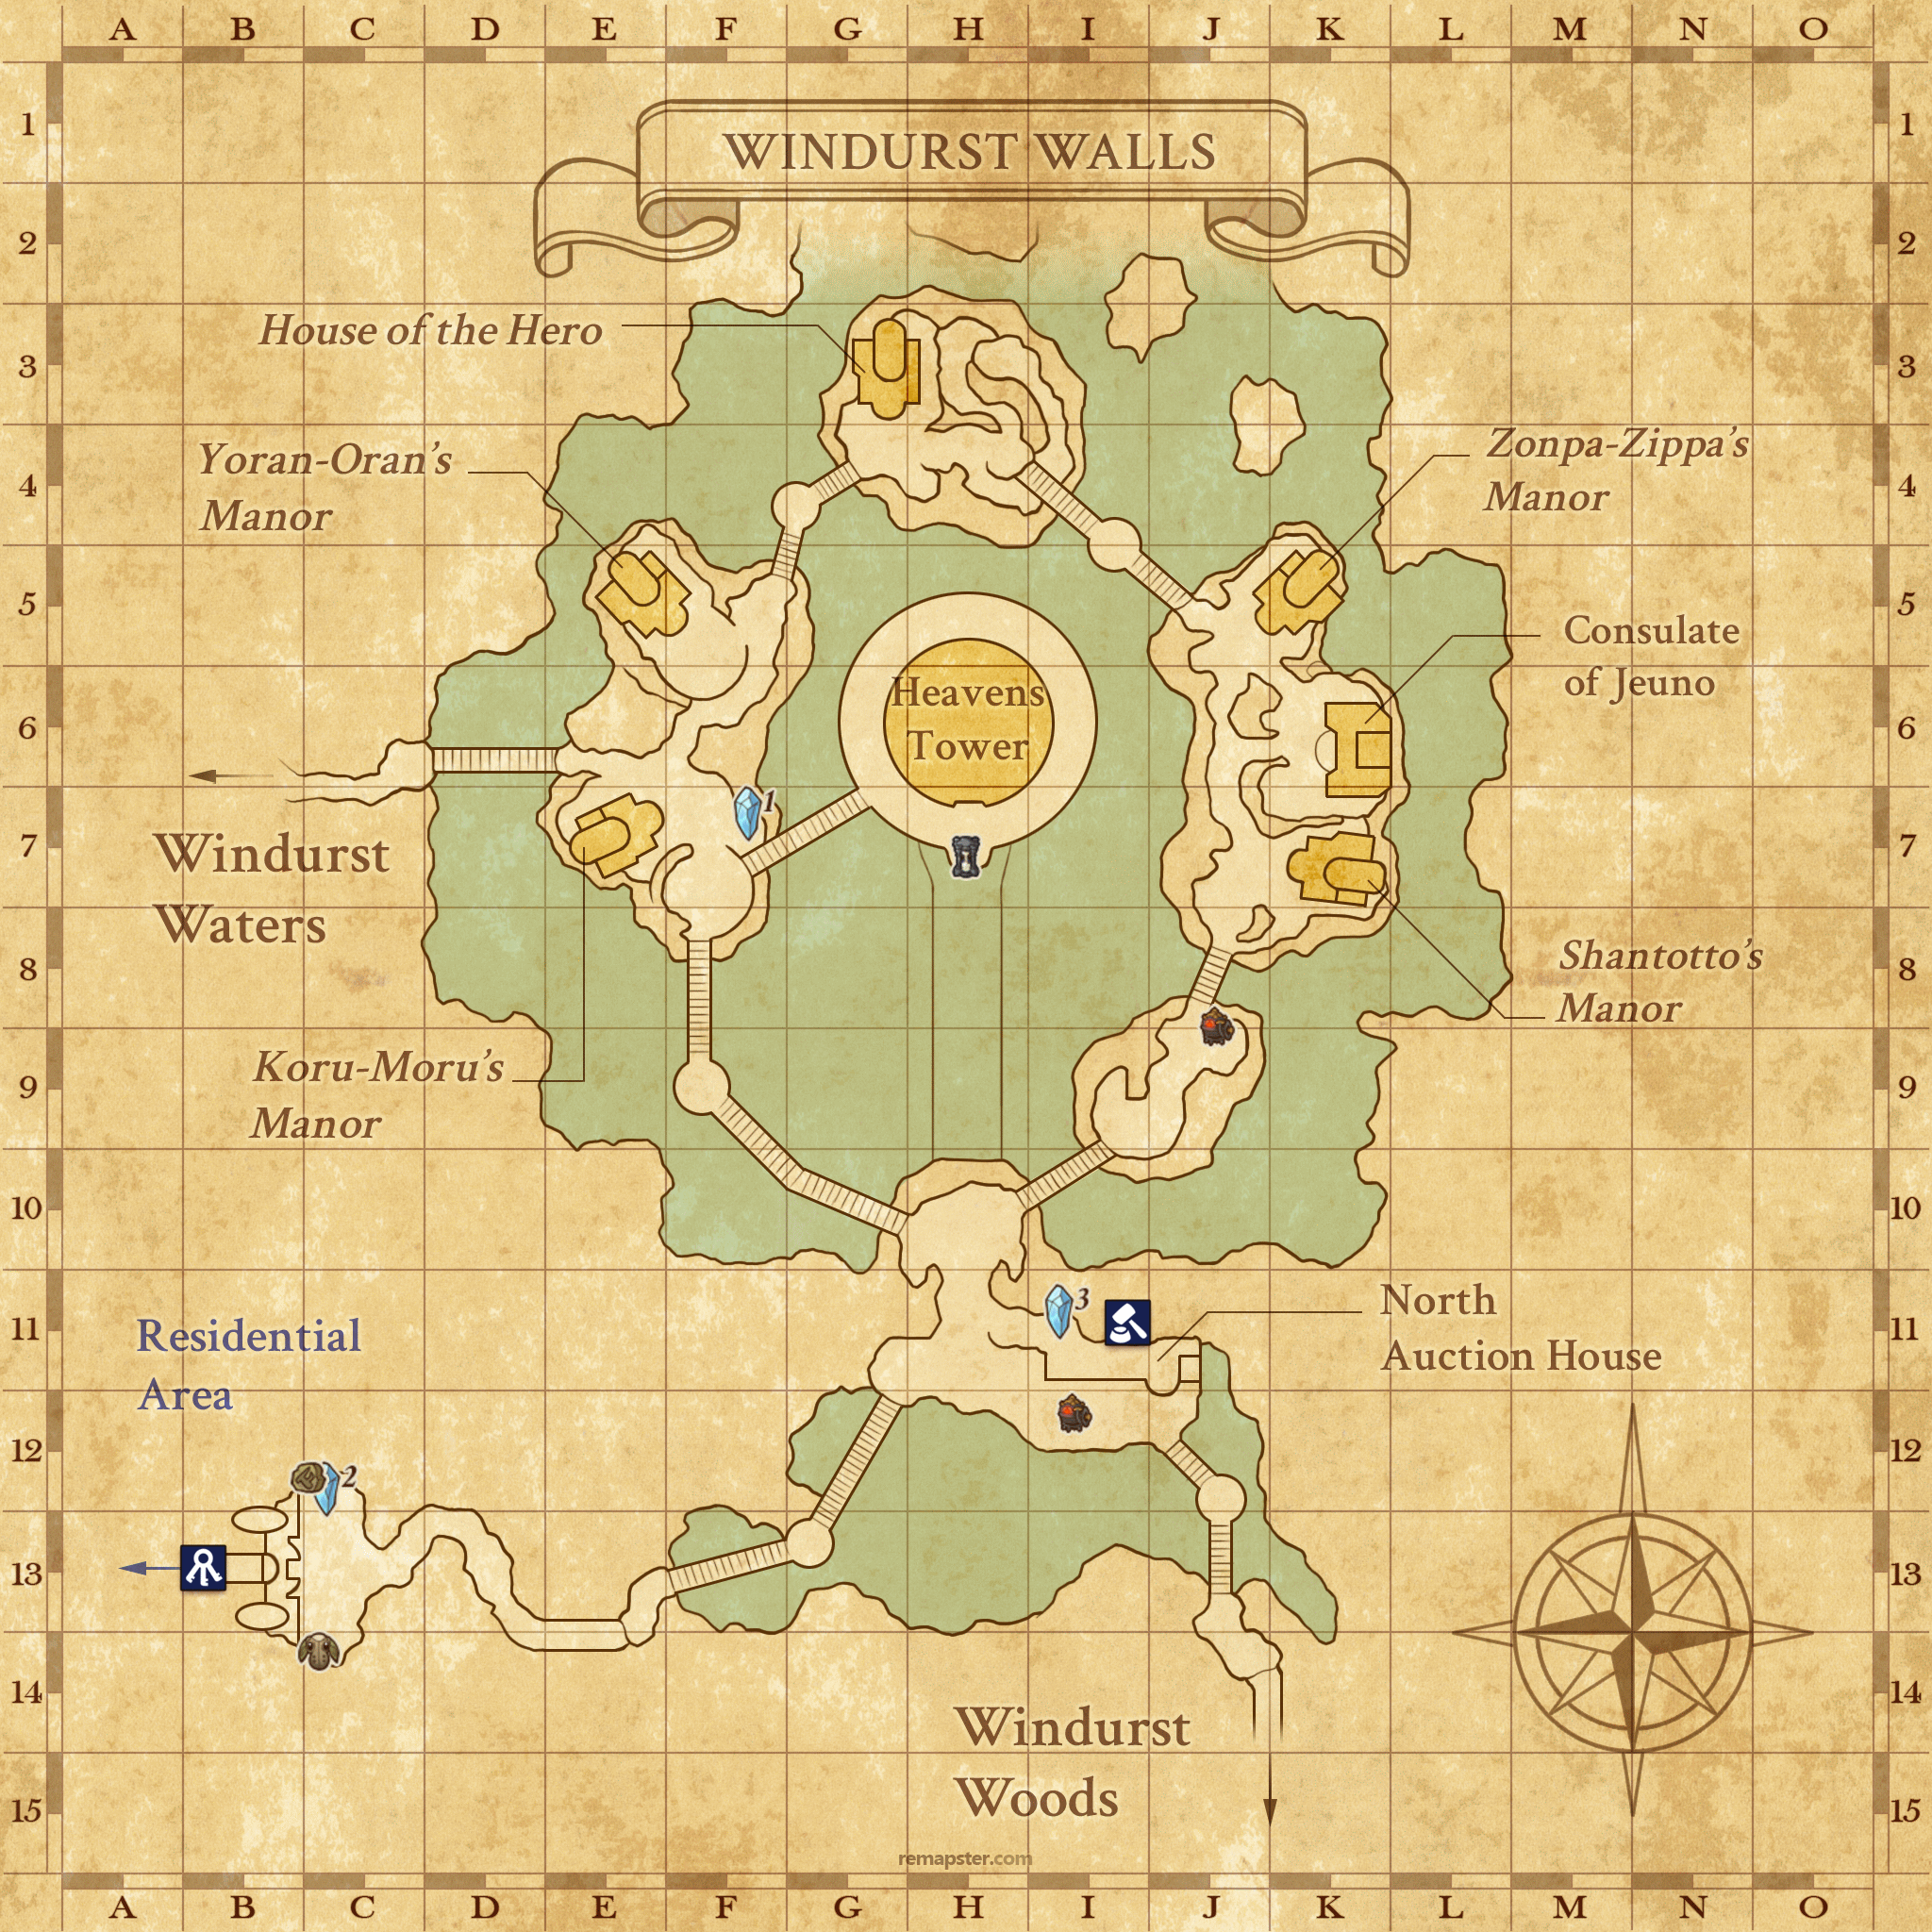 A B C D E F G H I J K L M N O
WINDURST WALLS
1 1
2 2
House of the Hero
3 3
Yoran-Oran's
Manor
Zonpa-Zippa's
Manor
4 4
5 5
Consulate
of Jeuno
Heavens
Tower
6 6
1
Windurst
Waters
7 7
Shantotto's
Manor
8 8
Koru-Moru's
Manor
9 9
10 10
3
North
Auction House
Residential
Area
11 11
12 12
2
13 13
14 14
Windurst
Woods
15 15
remapster.com
A B C D E F G H I J K L M N O